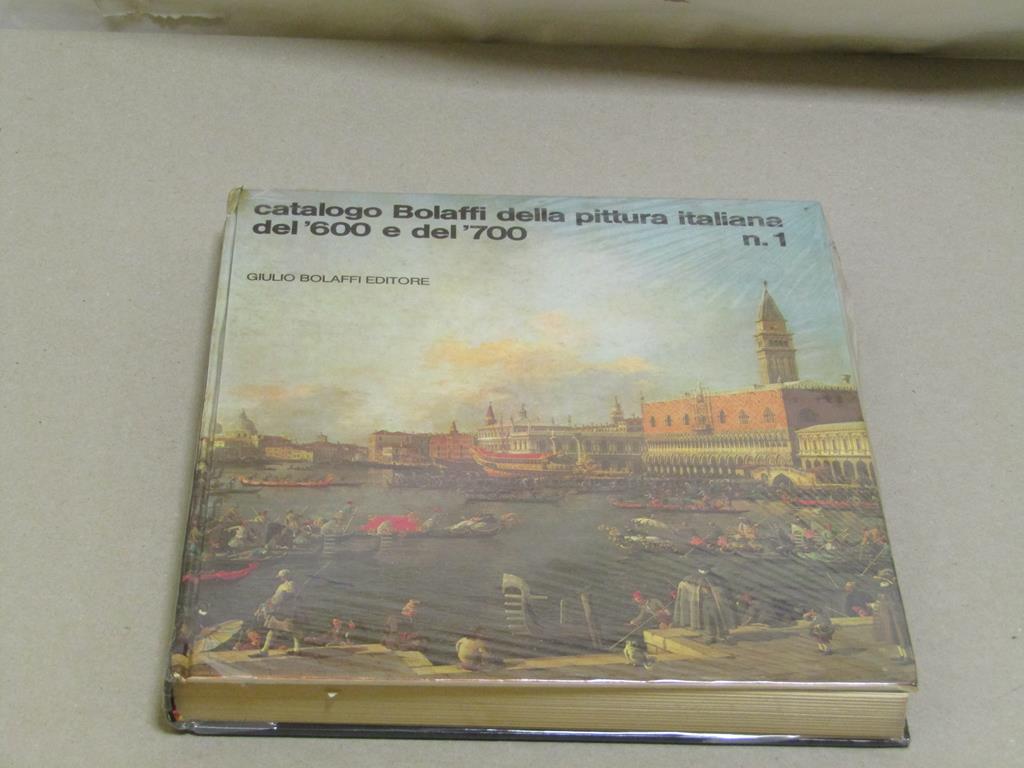 catalogo Bolaffi della pittura italiana
del '600 e del '700 n. 1
GIULIO BOLAFFI EDITORE